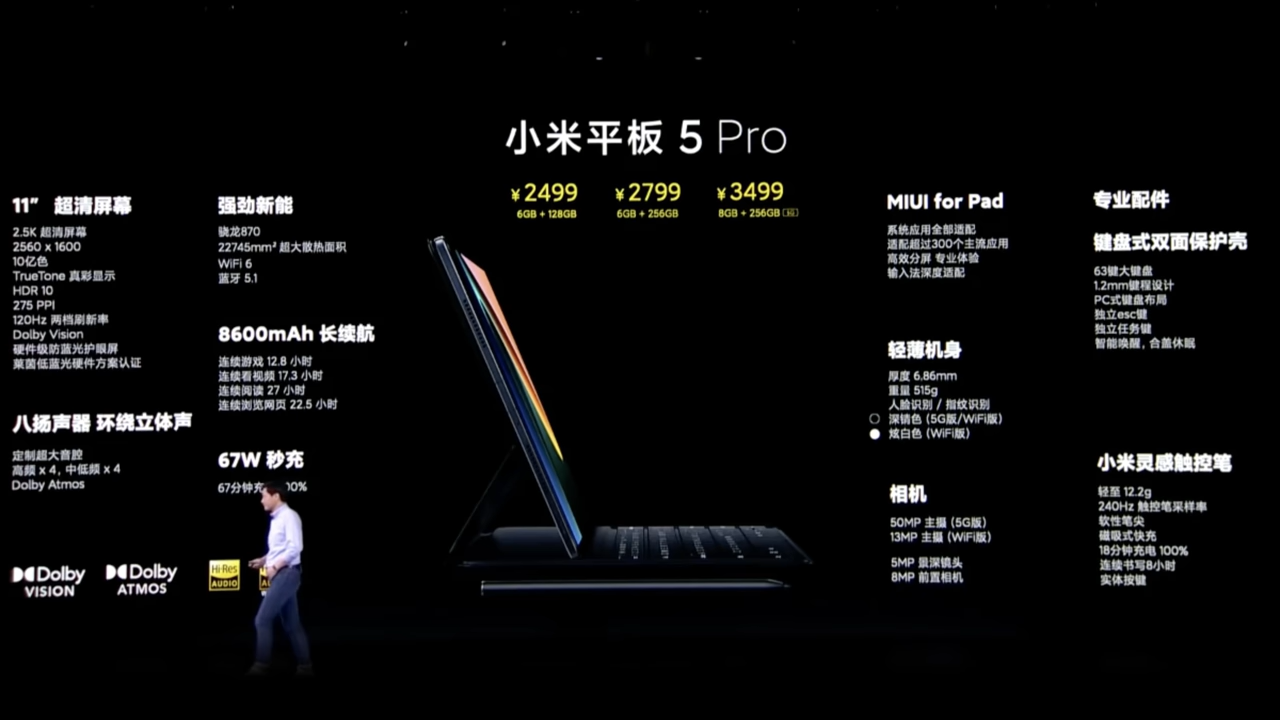 小米平板 5 Pro
¥2499 ¥2799 ¥3499
6GB + 128GB 6GB + 256GB 8GB + 256GB 5G
11" 超清屏幕
2.5K 超清屏幕
2560 x 1600
10亿色
TrueTone 真彩显示
HDR 10
275 PPI
120Hz 两档刷新率
Dolby Vision
硬件级防蓝光护眼屏
莱茵低蓝光硬件方案认证
八扬声器 环绕立体声
定制超大音腔
高频 x 4, 中低频 x 4
Dolby Atmos
Dolby
VISION
Dolby
ATMOS
Hi-Res
AUDIO
强劲新能
骁龙870
22745mm² 超大散热面积
WiFi 6
蓝牙 5.1
8600mAh 长续航
连续游戏 12.8 小时
连续看视频 17.3 小时
连续阅读 27 小时
连续浏览网页 22.5 小时
67W 秒充
67分钟充 00%
MIUI for Pad
系统应用全部适配
适配超过300个主流应用
高效分屏 专业体验
输入法深度适配
轻薄机身
厚度 6.86mm
重量 515g
人脸识别 / 指纹识别
深情色 (5G版/WiFi版)
炫白色 (WiFi版)
相机
50MP 主摄 (5G版)
13MP 主摄 (WiFi版)
5MP 景深镜头
8MP 前置相机
专业配件
键盘式双面保护壳
63键大键盘
1.2mm键程设计
PC式键盘布局
独立esc键
独立任务键
智能唤醒, 合盖休眠
小米灵感触控笔
轻至 12.2g
240Hz 触控笔采样率
软性笔尖
磁吸式快充
18分钟充电 100%
连续书写8小时
实体按键